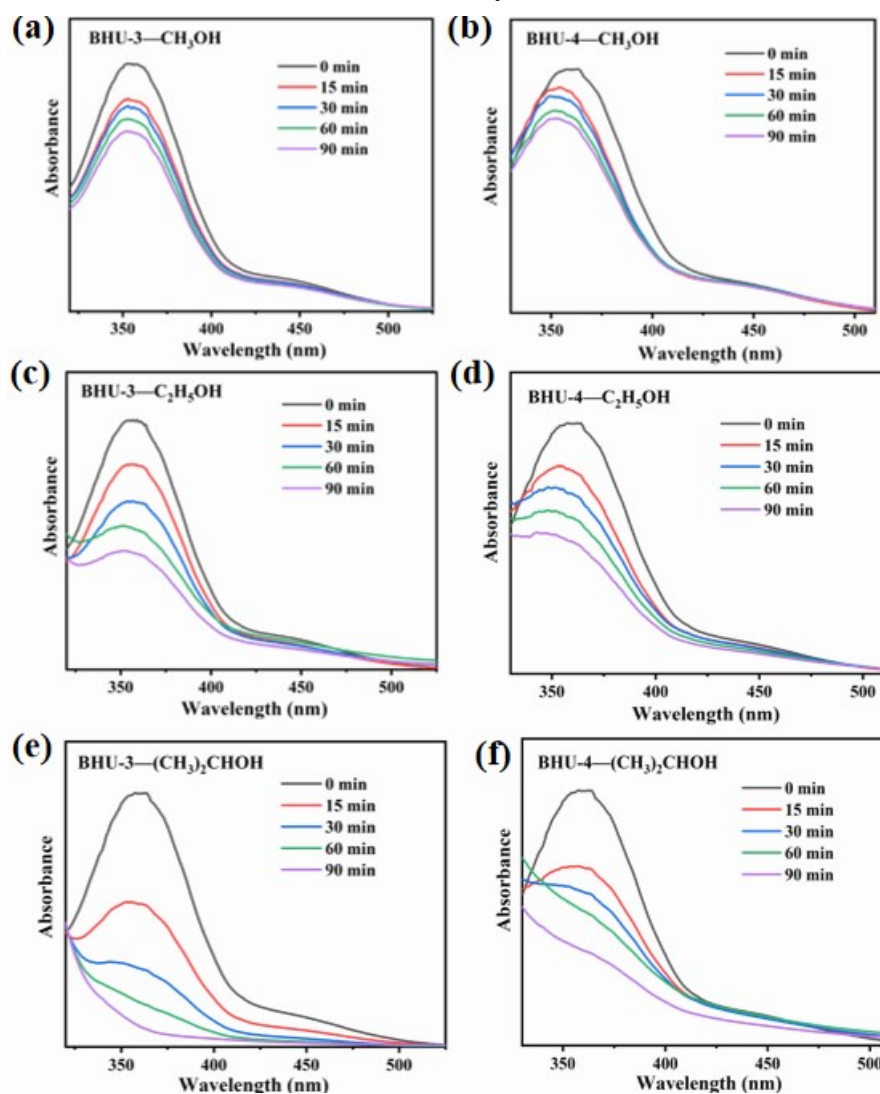 (a)
BHU-3—CH₃OH
0 min
15 min
30 min
60 min
90 min
Absorbance
350 400 450 500
Wavelength (nm)
(b)
BHU-4—CH₃OH
0 min
15 min
30 min
60 min
90 min
Absorbance
350 400 450 500
Wavelength (nm)
(c)
BHU-3—C₂H₅OH
0 min
15 min
30 min
60 min
90 min
Absorbance
350 400 450 500
Wavelength (nm)
(d)
BHU-4—C₂H₅OH
0 min
15 min
30 min
60 min
90 min
Absorbance
350 400 450 500
Wavelength (nm)
(e)
BHU-3—(CH₃)₂CHOH
0 min
15 min
30 min
60 min
90 min
Absorbance
350 400 450 500
Wavelength (nm)
(f)
BHU-4—(CH₃)₂CHOH
0 min
15 min
30 min
60 min
90 min
Absorbance
350 400 450 500
Wavelength (nm)